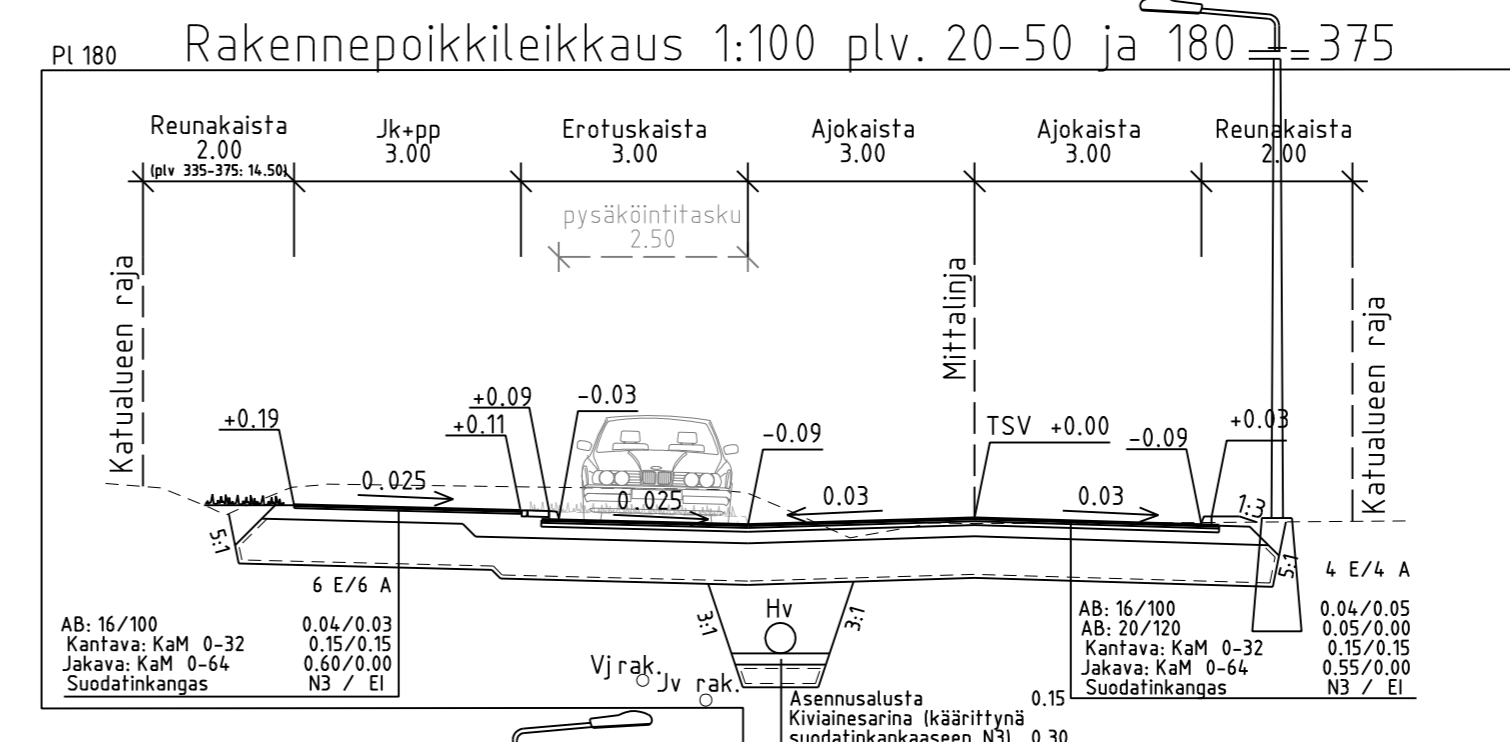 Pl 180
Rakennepoikkileikkaus 1:100 plv. 20-50 ja 180 - 375
Reunakaista
2.00
(plv 335-375: 14.50)
Jk+pp
3.00
Erotuskaista
3.00
Ajokaista
3.00
Ajokaista
3.00
Reunakaista
2.00
pysäköintitasku
2.50
Katualueen raja
Mittalinja
Katualueen raja
+0.19
+0.11
+0.09
-0.03
-0.09
TSV +0.00
-0.09
+0.03
0.025
0.025
0.03
0.03
1:3
5:1
5:1
3:1
3:1
Hv
6 E/6 A
AB: 16/100 0.04/0.03
Kantava: KaM 0-32 0.15/0.15
Jakava: KaM 0-64 0.60/0.00
Suodatinkangas N3 / EI
4 E/4 A
AB: 16/100 0.04/0.05
AB: 20/120 0.05/0.00
Kantava: KaM 0-32 0.15/0.15
Jakava: KaM 0-64 0.55/0.00
Suodatinkangas N3 / EI
Vj rak.
Jv rak.
Asennusalusta 0.15
Kiviainesarina (käärittynä
suodatinkankaaseen N3) 0.30